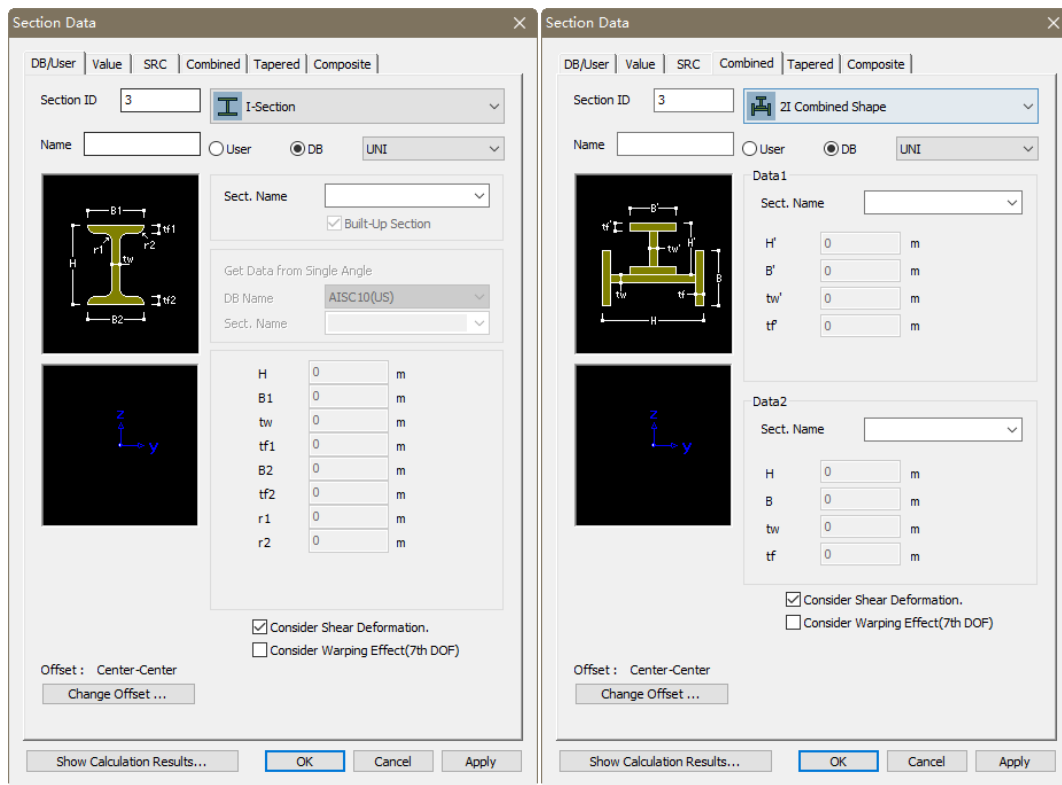 Section Data
DB/User Value SRC Combined Tapered Composite
Section ID 3 I-Section
Name User DB UNI
B1
tf1
r1 r2
H tw
tf2
B2
Sect. Name
Built-Up Section
Get Data from Single Angle
DB Name AISC10(US)
Sect. Name
z
y
H 0 m
B1 0 m
tw 0 m
tf1 0 m
B2 0 m
tf2 0 m
r1 0 m
r2 0 m
Consider Shear Deformation.
Consider Warping Effect(7th DOF)
Offset : Center-Center
Change Offset ...
Show Calculation Results... OK Cancel Apply
Section Data
DB/User Value SRC Combined Tapered Composite
Section ID 3 2I Combined Shape
Name User DB UNI
B'
tf'
tw' H'
B
tw tf
H
Data1
Sect. Name
H' 0 m
B' 0 m
tw' 0 m
tf' 0 m
z
y
Data2
Sect. Name
H 0 m
B 0 m
tw 0 m
tf 0 m
Consider Shear Deformation.
Consider Warping Effect(7th DOF)
Offset : Center-Center
Change Offset ...
Show Calculation Results... OK Cancel Apply